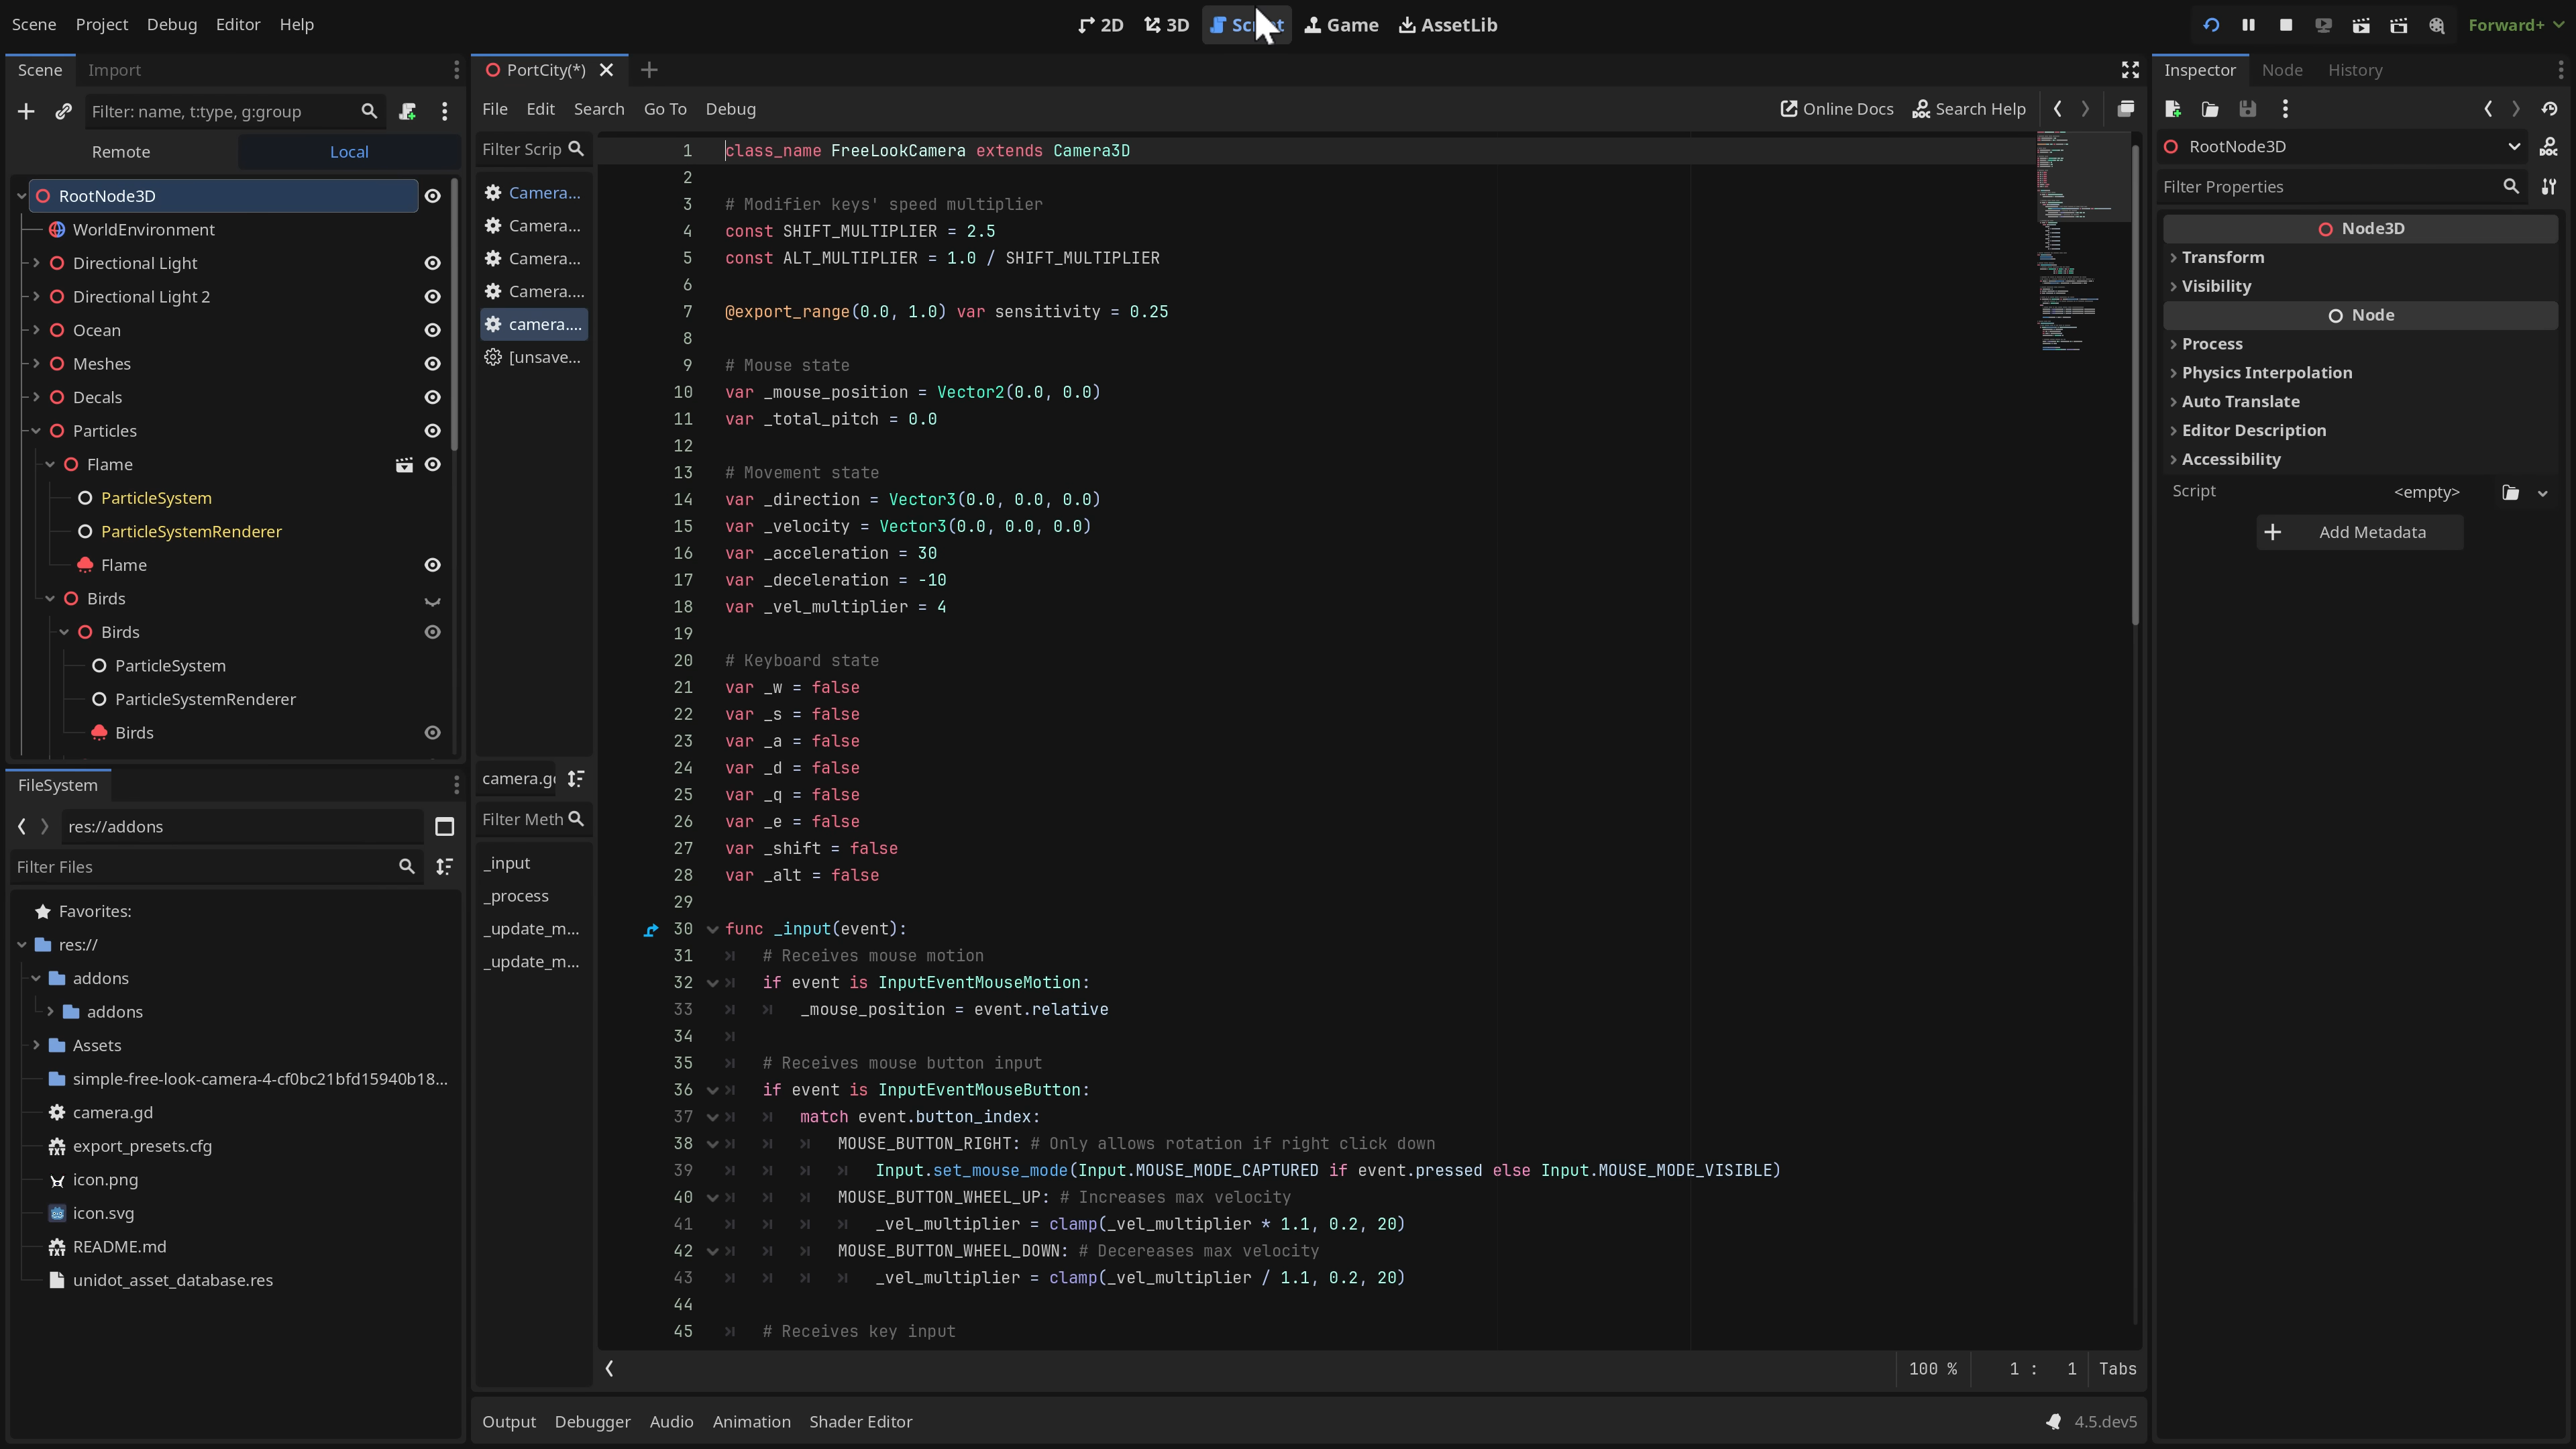 Scene Project Debug Editor Help
2D 3D Script Game AssetLib
Forward+
Scene Import
Filter: name, t:type, g:group
Remote Local
RootNode3D
WorldEnvironment
Directional Light
Directional Light 2
Ocean
Meshes
Decals
Particles
Flame
ParticleSystem
ParticleSystemRenderer
Flame
Birds
Birds
ParticleSystem
ParticleSystemRenderer
Birds
FileSystem
res://addons
Filter Files
Favorites:
res://
addons
addons
Assets
simple-free-look-camera-4-cf0bc21bfd15940b18...
camera.gd
export_presets.cfg
icon.png
icon.svg
README.md
unidot_asset_database.res
PortCity(*)
File Edit Search Go To Debug
Online Docs Search Help
Filter Scrip
Camera...
Camera...
Camera...
Camera....
camera....
[unsave...
camera.g
Filter Meth
_input
_process
_update_m...
_update_m...
1 class_name FreeLookCamera extends Camera3D
2
3 # Modifier keys' speed multiplier
4 const SHIFT_MULTIPLIER = 2.5
5 const ALT_MULTIPLIER = 1.0 / SHIFT_MULTIPLIER
6
7 @export_range(0.0, 1.0) var sensitivity = 0.25
8
9 # Mouse state
10 var _mouse_position = Vector2(0.0, 0.0)
11 var _total_pitch = 0.0
12
13 # Movement state
14 var _direction = Vector3(0.0, 0.0, 0.0)
15 var _velocity = Vector3(0.0, 0.0, 0.0)
16 var _acceleration = 30
17 var _deceleration = -10
18 var _vel_multiplier = 4
19
20 # Keyboard state
21 var _w = false
22 var _s = false
23 var _a = false
24 var _d = false
25 var _q = false
26 var _e = false
27 var _shift = false
28 var _alt = false
29
30 func _input(event):
31 # Receives mouse motion
32 if event is InputEventMouseMotion:
33 _mouse_position = event.relative
34
35 # Receives mouse button input
36 if event is InputEventMouseButton:
37 match event.button_index:
38 MOUSE_BUTTON_RIGHT: # Only allows rotation if right click down
39 Input.set_mouse_mode(Input.MOUSE_MODE_CAPTURED if event.pressed else Input.MOUSE_MODE_VISIBLE)
40 MOUSE_BUTTON_WHEEL_UP: # Increases max velocity
41 _vel_multiplier = clamp(_vel_multiplier * 1.1, 0.2, 20)
42 MOUSE_BUTTON_WHEEL_DOWN: # Decereases max velocity
43 _vel_multiplier = clamp(_vel_multiplier / 1.1, 0.2, 20)
44
45 # Receives key input
100 % 1 : 1 Tabs
Output Debugger Audio Animation Shader Editor
4.5.dev5
Inspector Node History
RootNode3D
Filter Properties
Node3D
Transform
Visibility
Node
Process
Physics Interpolation
Auto Translate
Editor Description
Accessibility
Script <empty>
Add Metadata